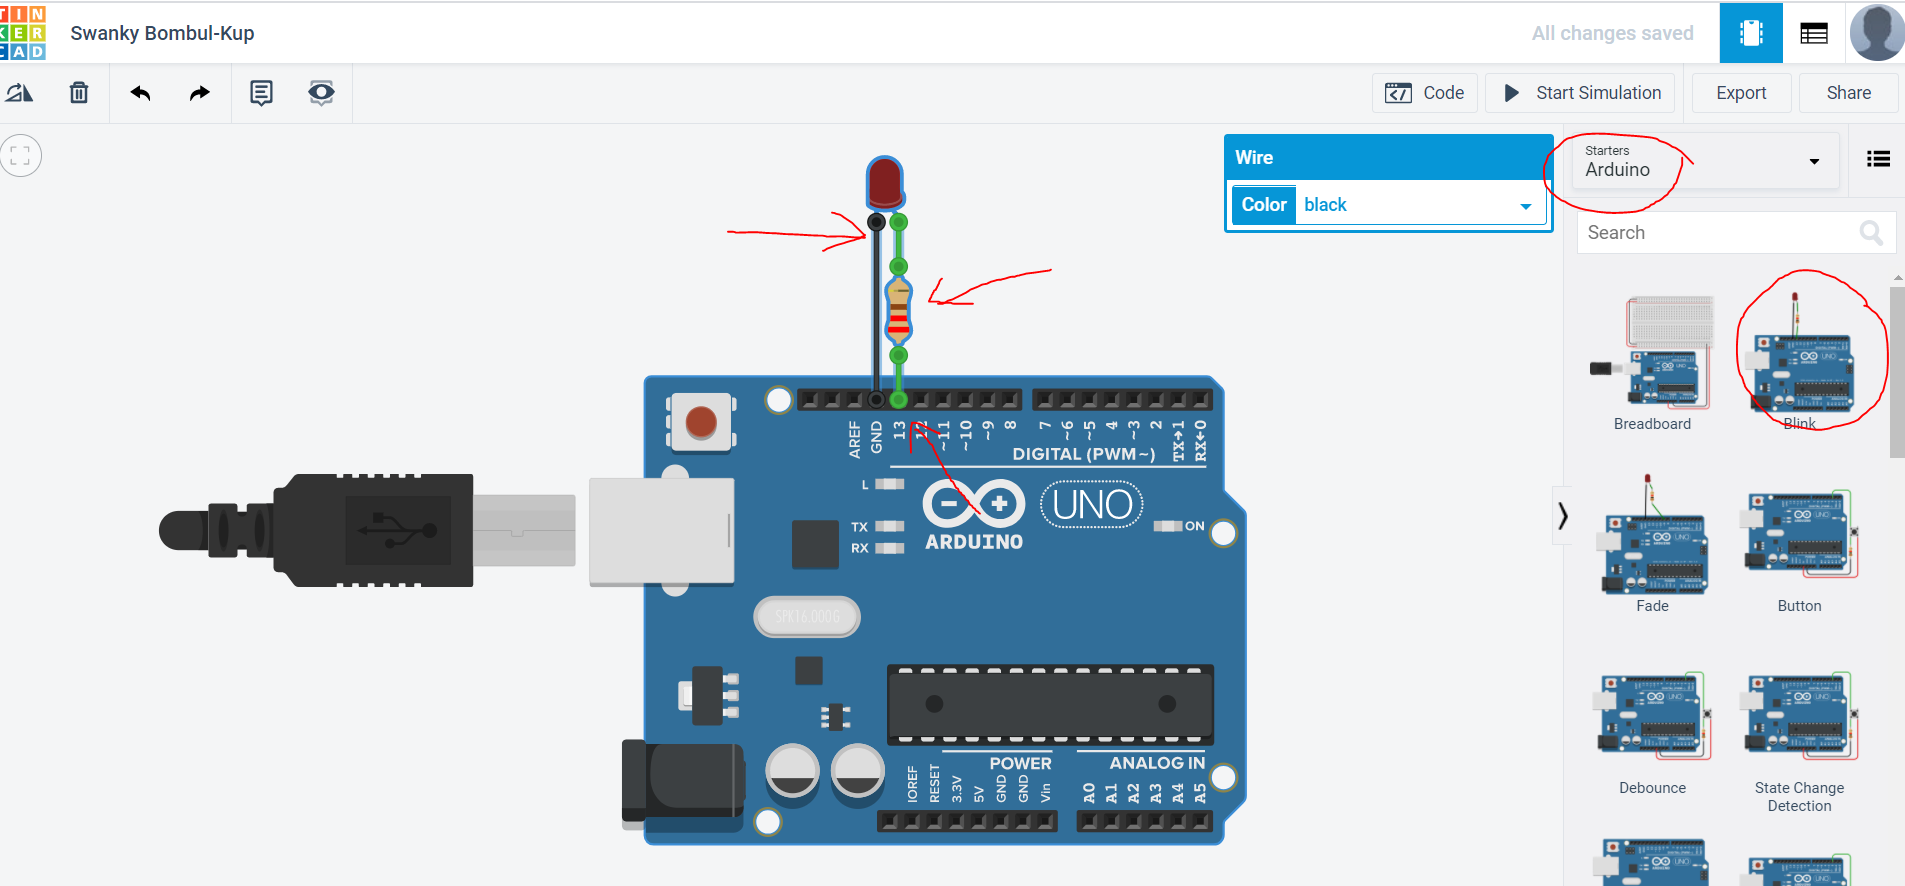 TIN
KER
CAD
Swanky Bombul-Kup
All changes saved
Code
Start Simulation
Export
Share
Wire
Color
black
Starters
Arduino
Search
Breadboard
Blink
Fade
Button
Debounce
State Change
Detection
AREF
GND
13
12
~11
~10
~9
8
7
~6
~5
4
~3
2
TX→1
RX←0
DIGITAL (PWM~)
L
TX
RX
UNO
ON
ARDUINO
SPK16.000G
POWER
ANALOG IN
IOREF
RESET
3.3V
5V
GND
GND
Vin
A0
A1
A2
A3
A4
A5